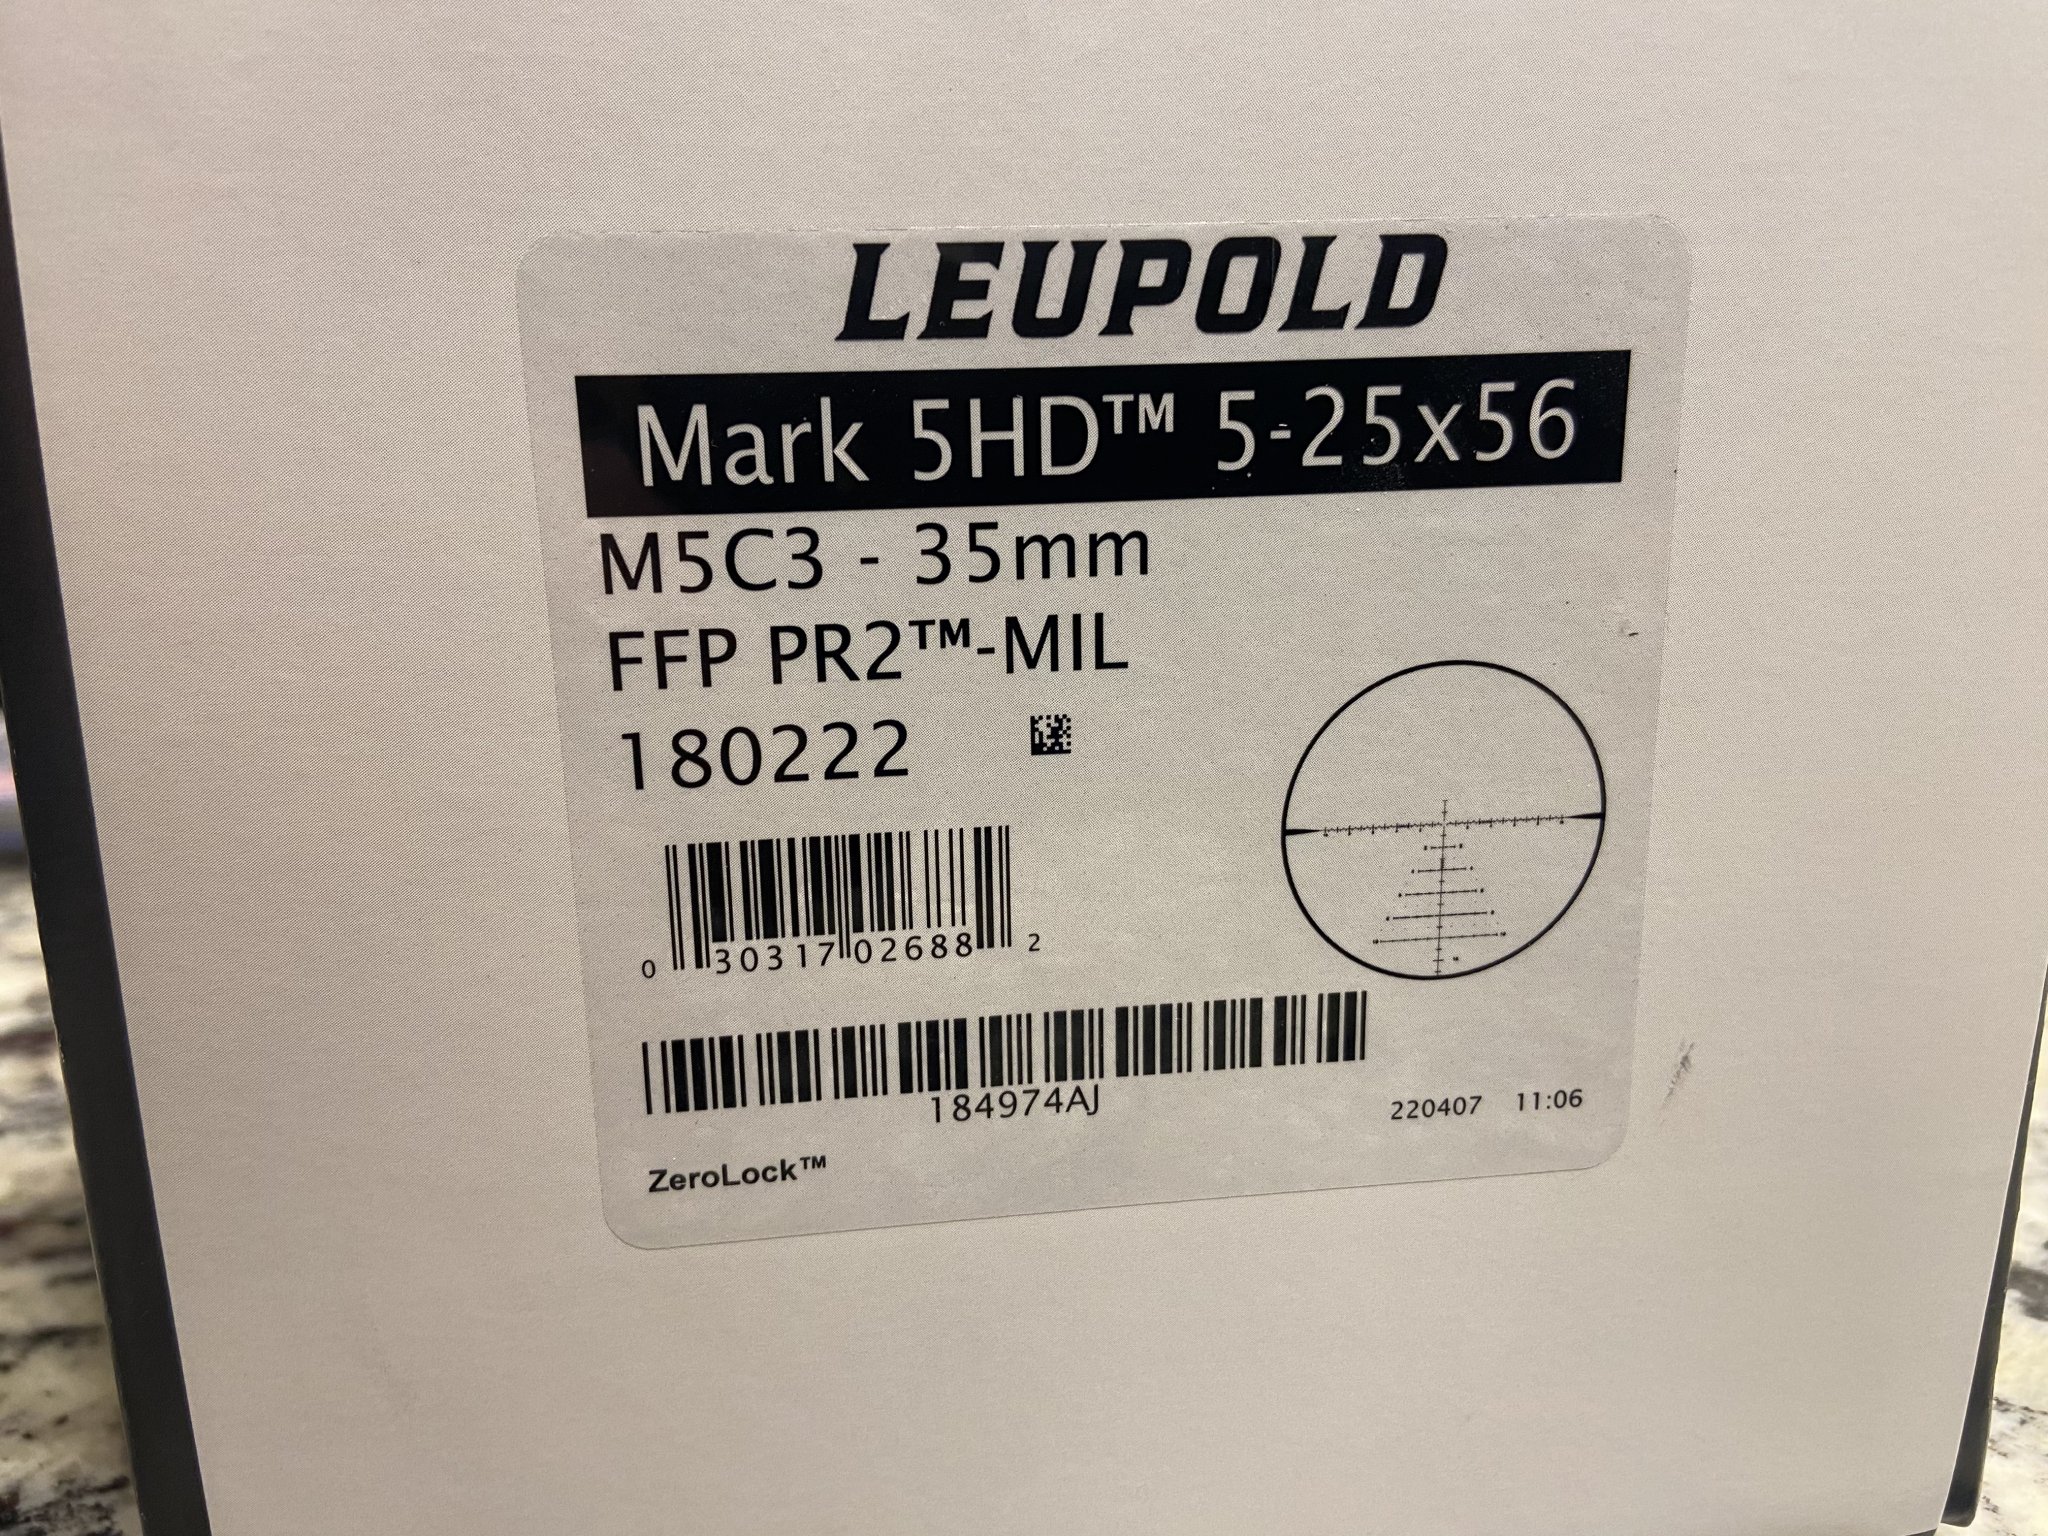 LEUPOLD
Mark 5HD™ 5-25x56
M5C3 - 35mm
FFP PR2™-MIL
180222
0 30317 02688 2
184974AJ
220407 11:06
ZeroLock™